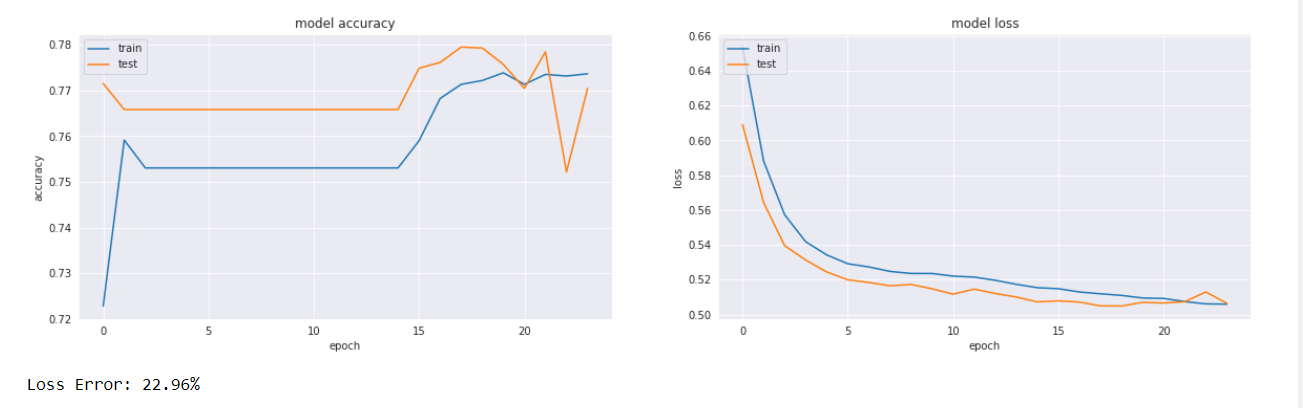 model accuracy
0.78
0.77
0.76
0.75
0.74
0.73
0.72
accuracy
train
test
0 5 10 15 20
epoch
model loss
0.66
0.64
0.62
0.60
0.58
0.56
0.54
0.52
0.50
loss
train
test
0 5 10 15 20
epoch
Loss Error: 22.96%